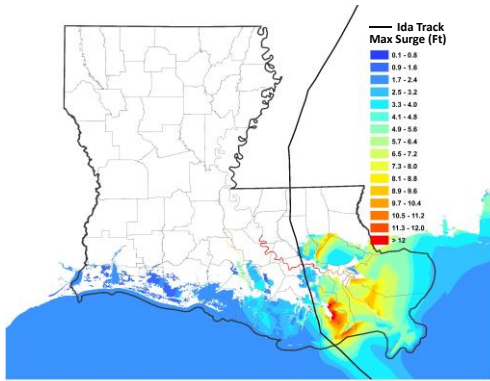 Ida Track
Max Surge (Ft)
0.1 - 0.8
0.9 - 1.6
1.7 - 2.4
2.5 - 3.2
3.3 - 4.0
4.1 - 4.8
4.9 - 5.6
5.7 - 6.4
6.5 - 7.2
7.3 - 8.0
8.1 - 8.8
8.9 - 9.6
9.7 - 10.4
10.5 - 11.2
11.3 - 12.0
> 12